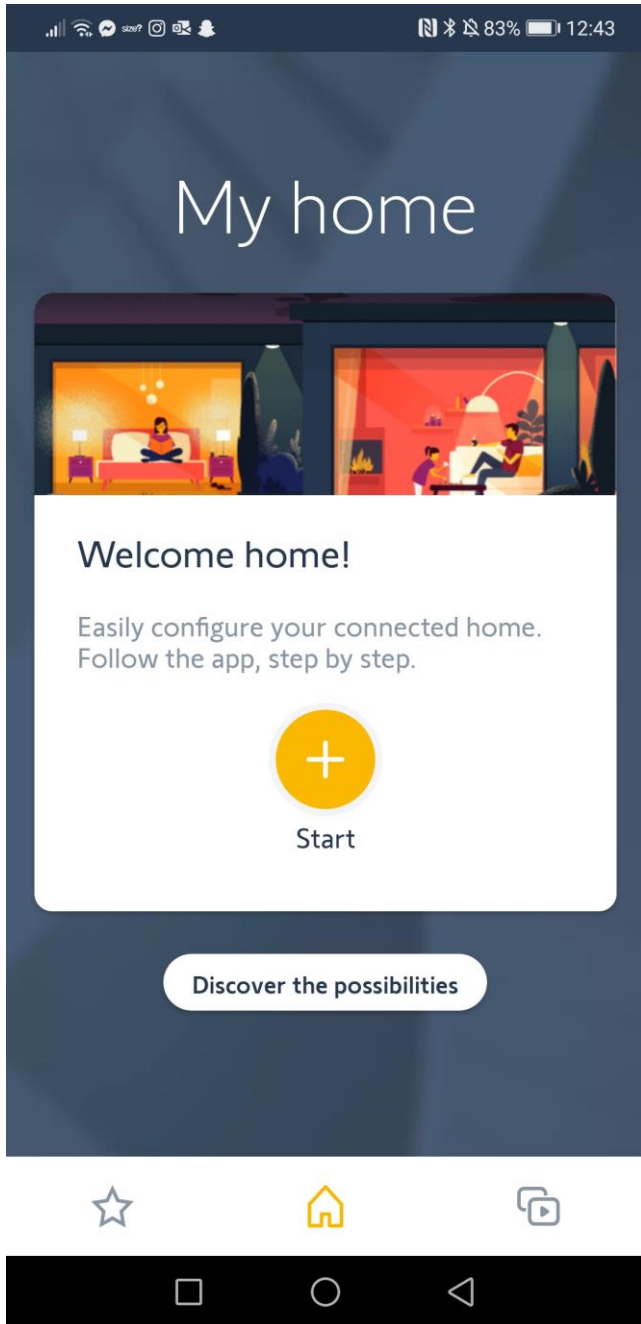 size? 83% 12:43
My home
Welcome home!
Easily configure your connected home.
Follow the app, step by step.
Start
Discover the possibilities